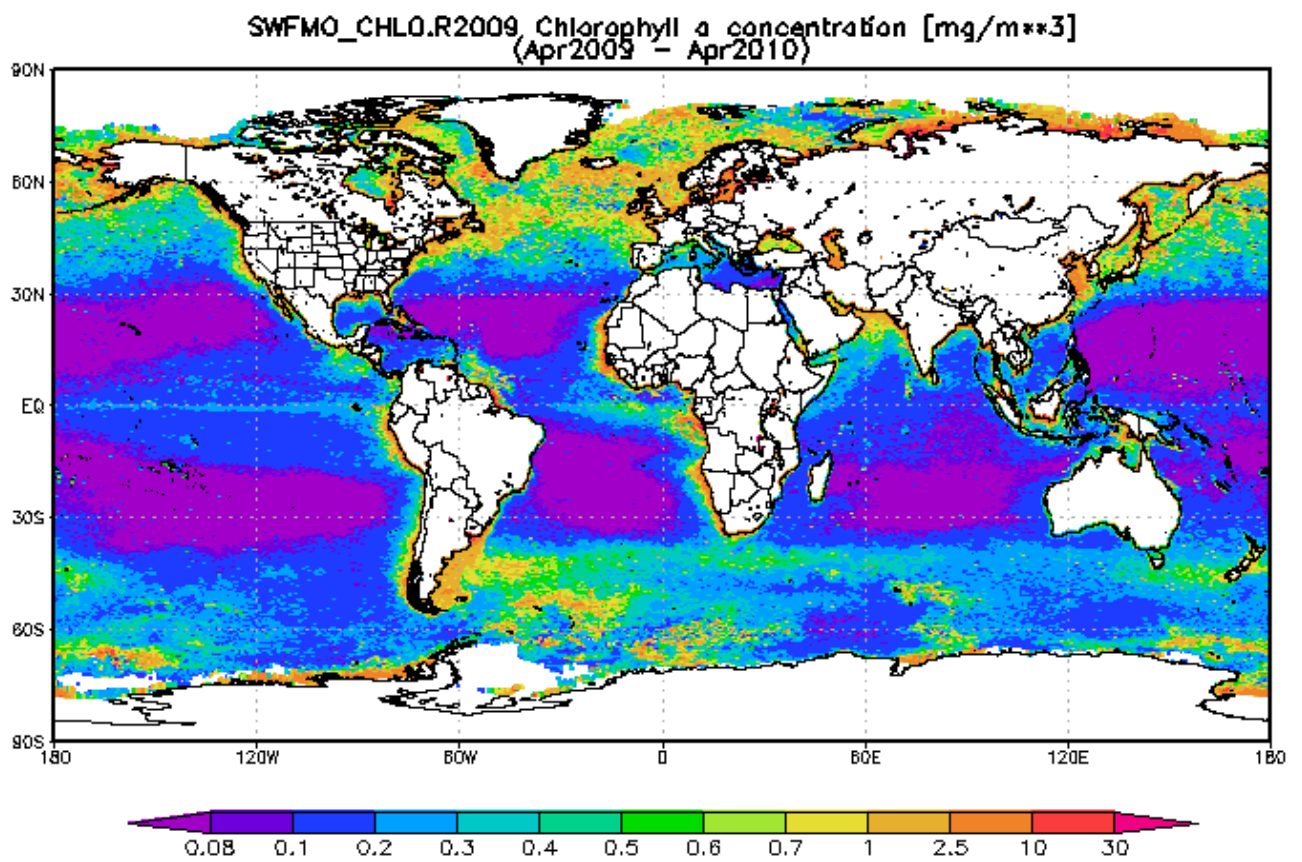 SWFMO_CHLO.R2009 Chlorophyll a concentration [mg/m**3]
(Apr2009 - Apr2010)
90N
60N
30N
EQ
30S
60S
90S
180 120W 60W 0 60E 120E 180
0.08 0.1 0.2 0.3 0.4 0.5 0.6 0.7 1 2.5 10 30